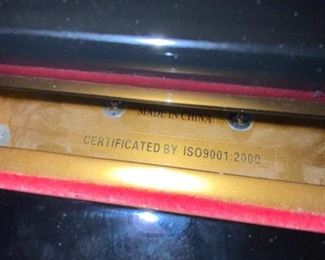 MADE IN CHINA
CERTIFICATED BY ISO9001:2000